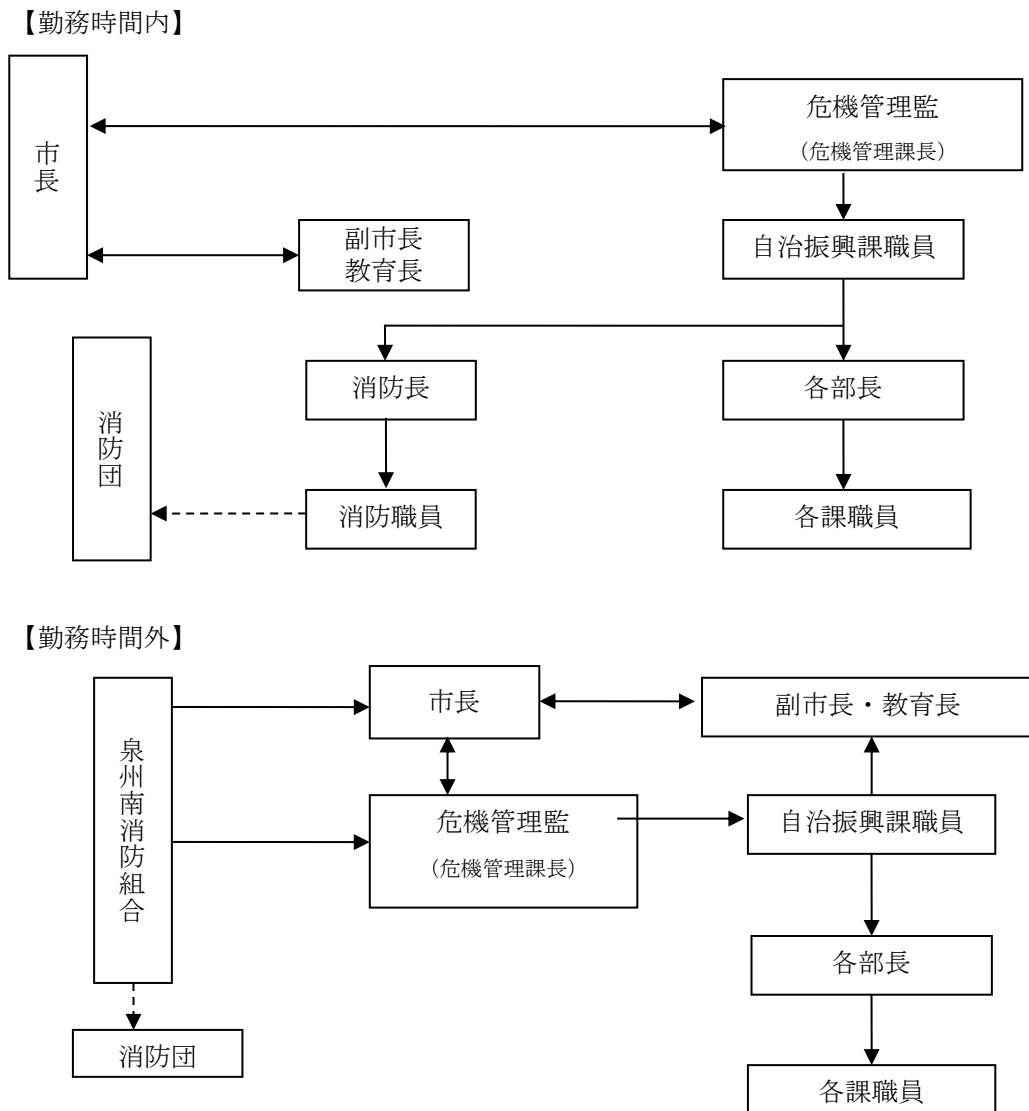 【勤務時間内】
市長
危機管理監
（危機管理課長）
副市長
教育長
自治振興課職員
消防団
消防長
各部長
消防職員
各課職員
【勤務時間外】
泉州南消防組合
市長
副市長・教育長
危機管理監
（危機管理課長）
自治振興課職員
各部長
消防団
各課職員